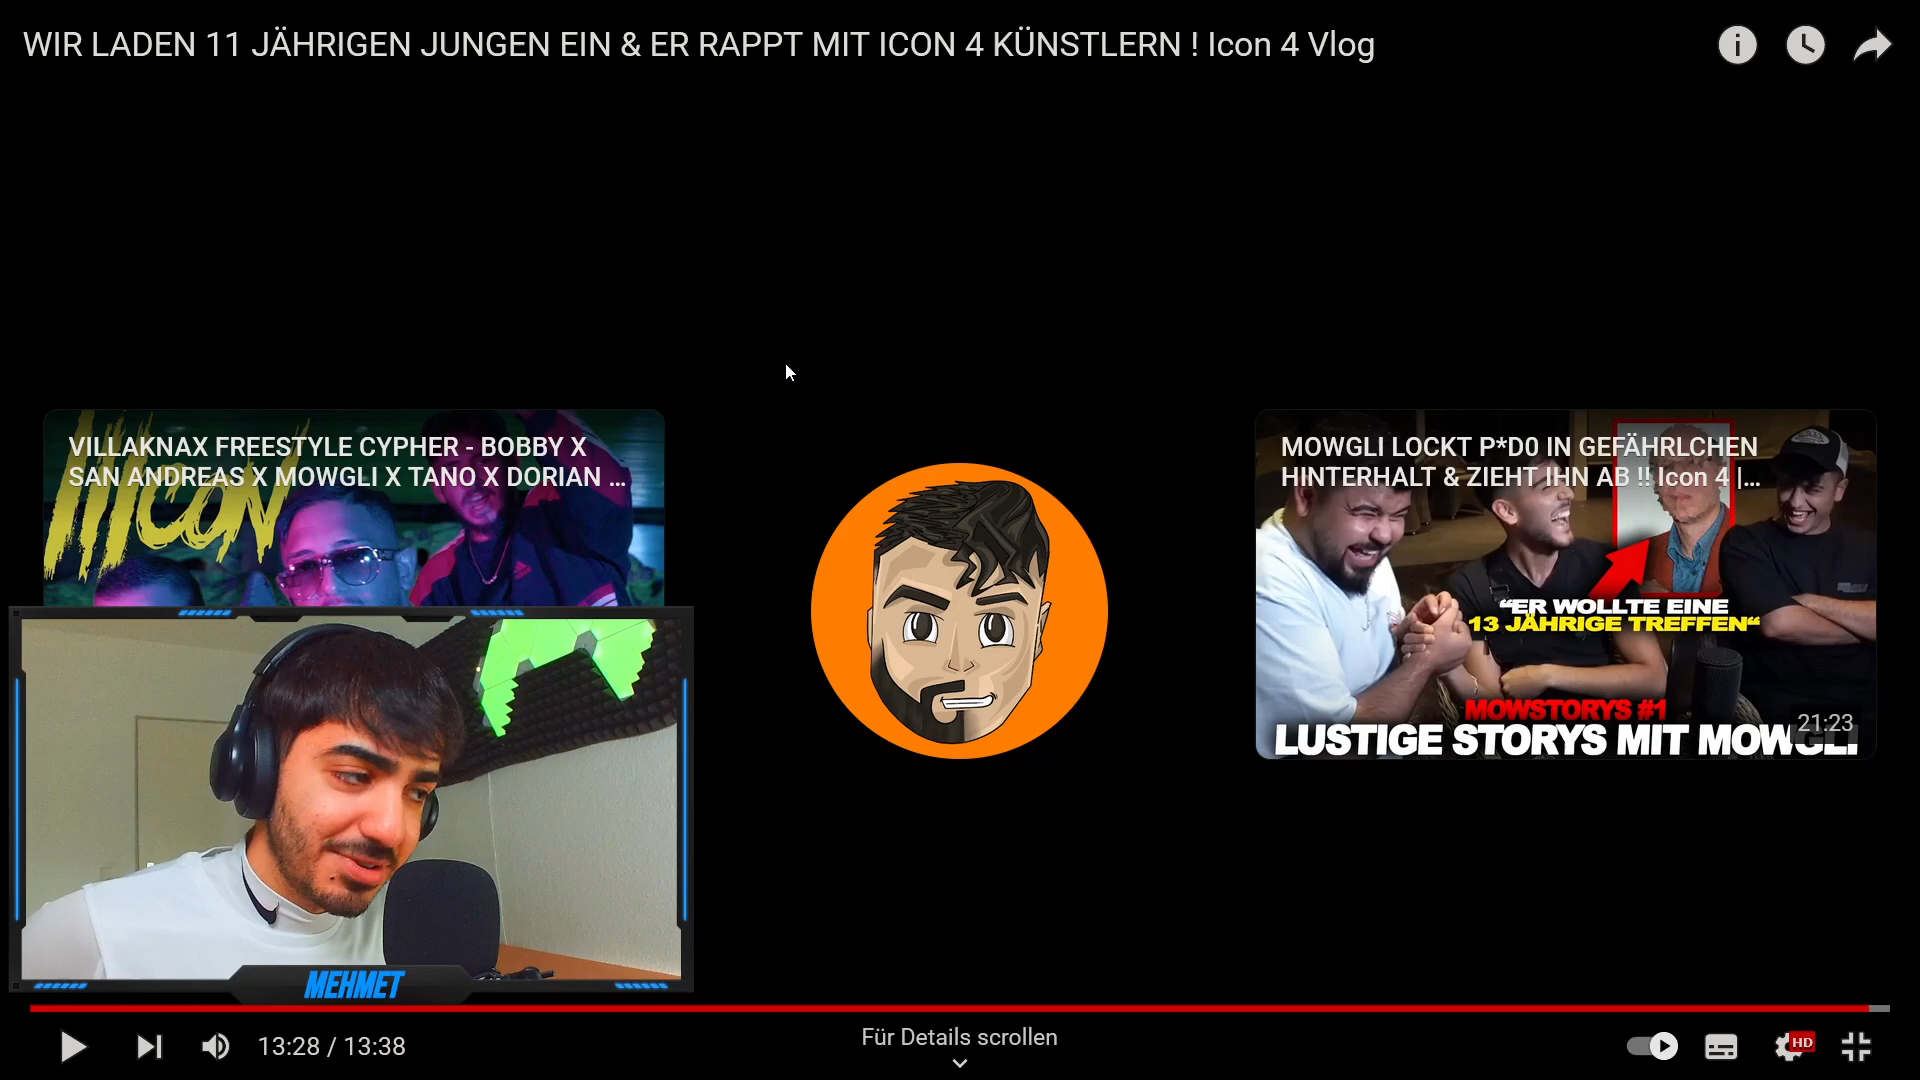 WIR LADEN 11 JÄHRIGEN JUNGEN EIN & ER RAPPT MIT ICON 4 KÜNSTLERN ! Icon 4 Vlog
VILLAKNAX FREESTYLE CYPHER - BOBBY X
SAN ANDREAS X MOWGLI X TANO X DORIAN ...
ICON
MOWGLI LOCKT P*D0 IN GEFÄHRLCHEN
HINTERHALT & ZIEHT IHN AB !! Icon 4 |...
“ER WOLLTE EINE
13 JÄHRIGE TREFFEN“
MOWSTORYS #1
LUSTIGE STORYS MIT MOWGLI
21:23
MEHMET
13:28 / 13:38
Für Details scrollen
HD